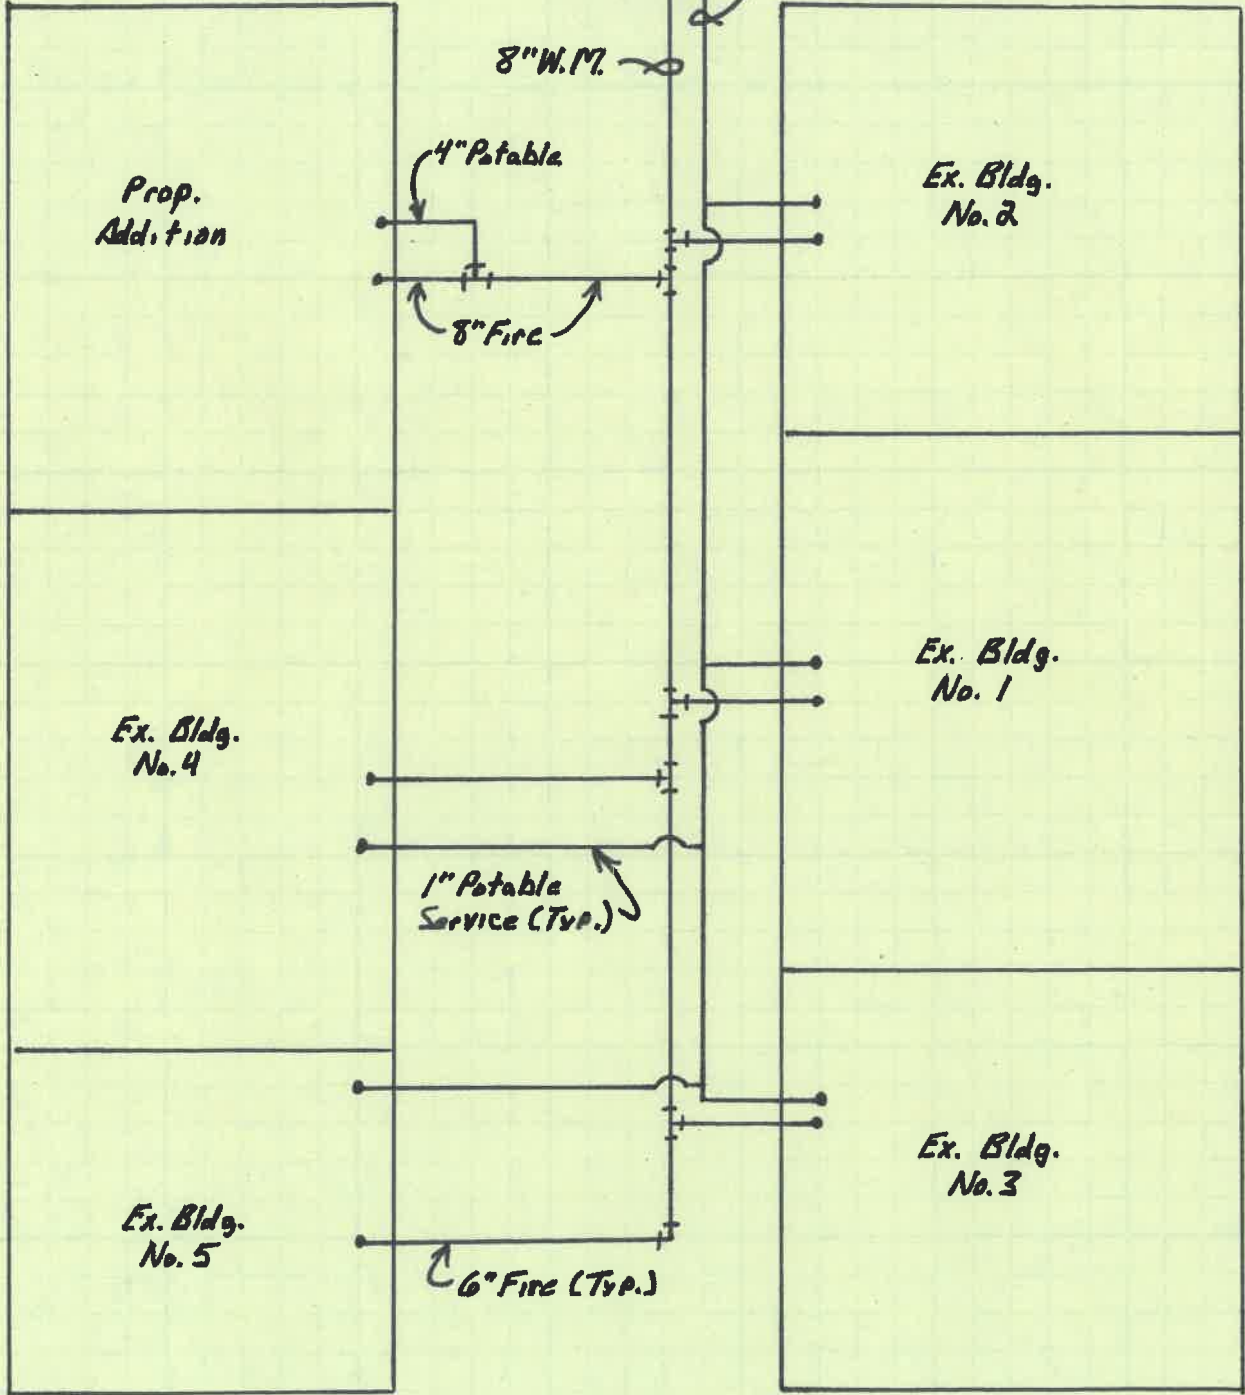 8" W.M.
4" Potable
Prop.
Addition
Ex. Bldg.
No. 2
8" Fire
Ex. Bldg.
No. 1
Ex. Bldg.
No. 4
1" Potable
Service (Typ.)
Ex. Bldg.
No. 3
Ex. Bldg.
No. 5
6" Fire (Typ.)